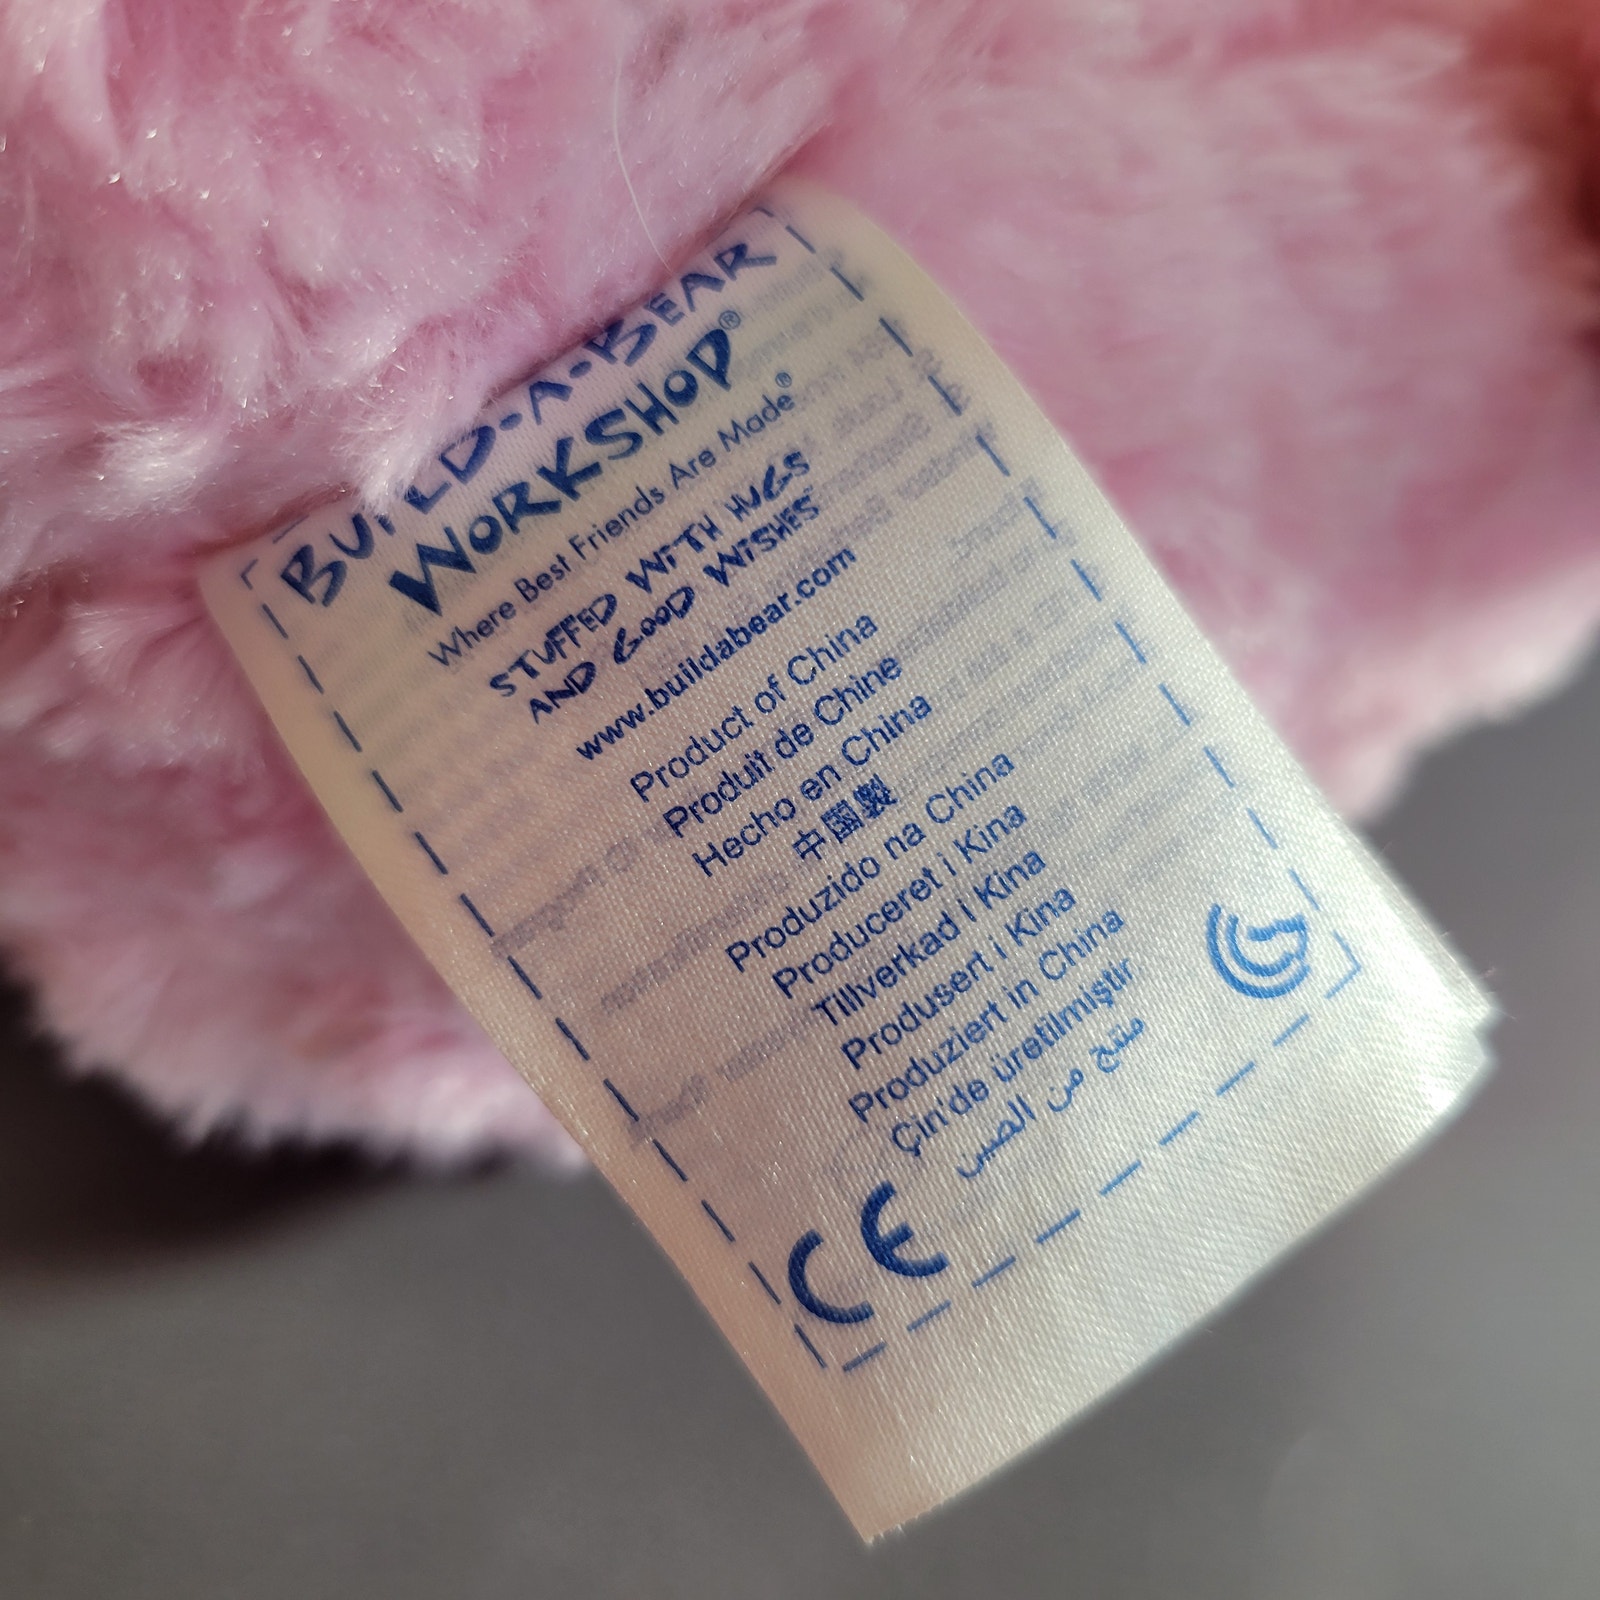 BUILD-A-BEAR
WORKSHOP®
Where Best Friends Are Made®
STUFFED WITH HUGS
AND GOOD WISHES
www.buildabear.com
Product of China
Produit de Chine
Hecho en China
中國製
Produzido na China
Produceret i Kina
Tillverkad i Kina
Produsert i Kina
Produziert in China
Çin'de üretilmiştir.
منتج من الصين
CE